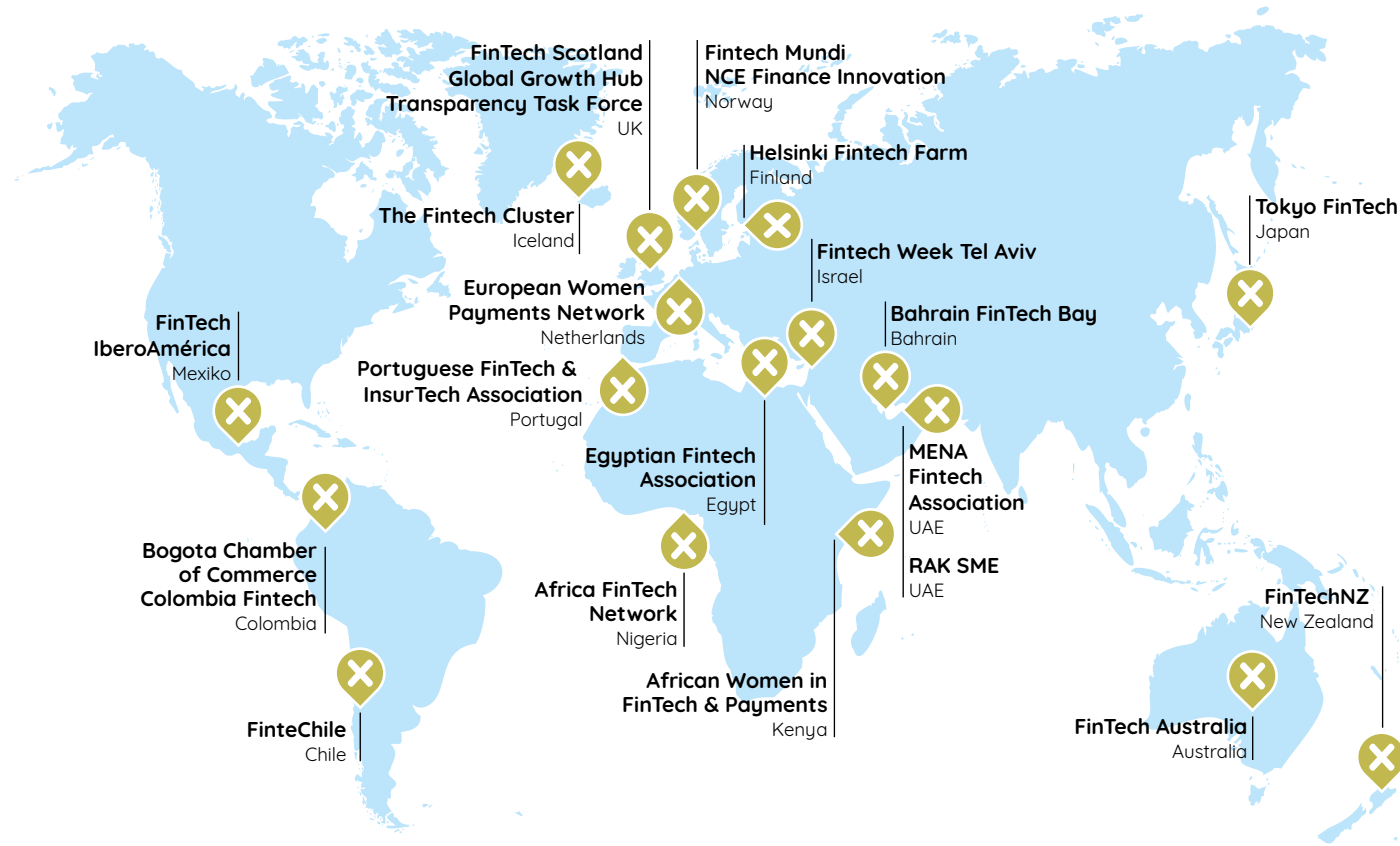 FinTech Scotland
Global Growth Hub
Transparency Task Force
UK
Fintech Mundi
NCE Finance Innovation
Norway
Helsinki Fintech Farm
Finland
The Fintech Cluster
Iceland
Tokyo FinTech
Japan
Fintech Week Tel Aviv
Israel
European Women
Payments Network
Netherlands
Bahrain FinTech Bay
Bahrain
FinTech
IberoAmérica
Mexiko
Portuguese FinTech &
InsurTech Association
Portugal
Egyptian Fintech
Association
Egypt
MENA
Fintech
Association
UAE
RAK SME
UAE
Bogota Chamber
of Commerce
Colombia Fintech
Colombia
Africa FinTech
Network
Nigeria
FinTechNZ
New Zealand
African Women in
FinTech & Payments
Kenya
FinteChile
Chile
FinTech Australia
Australia